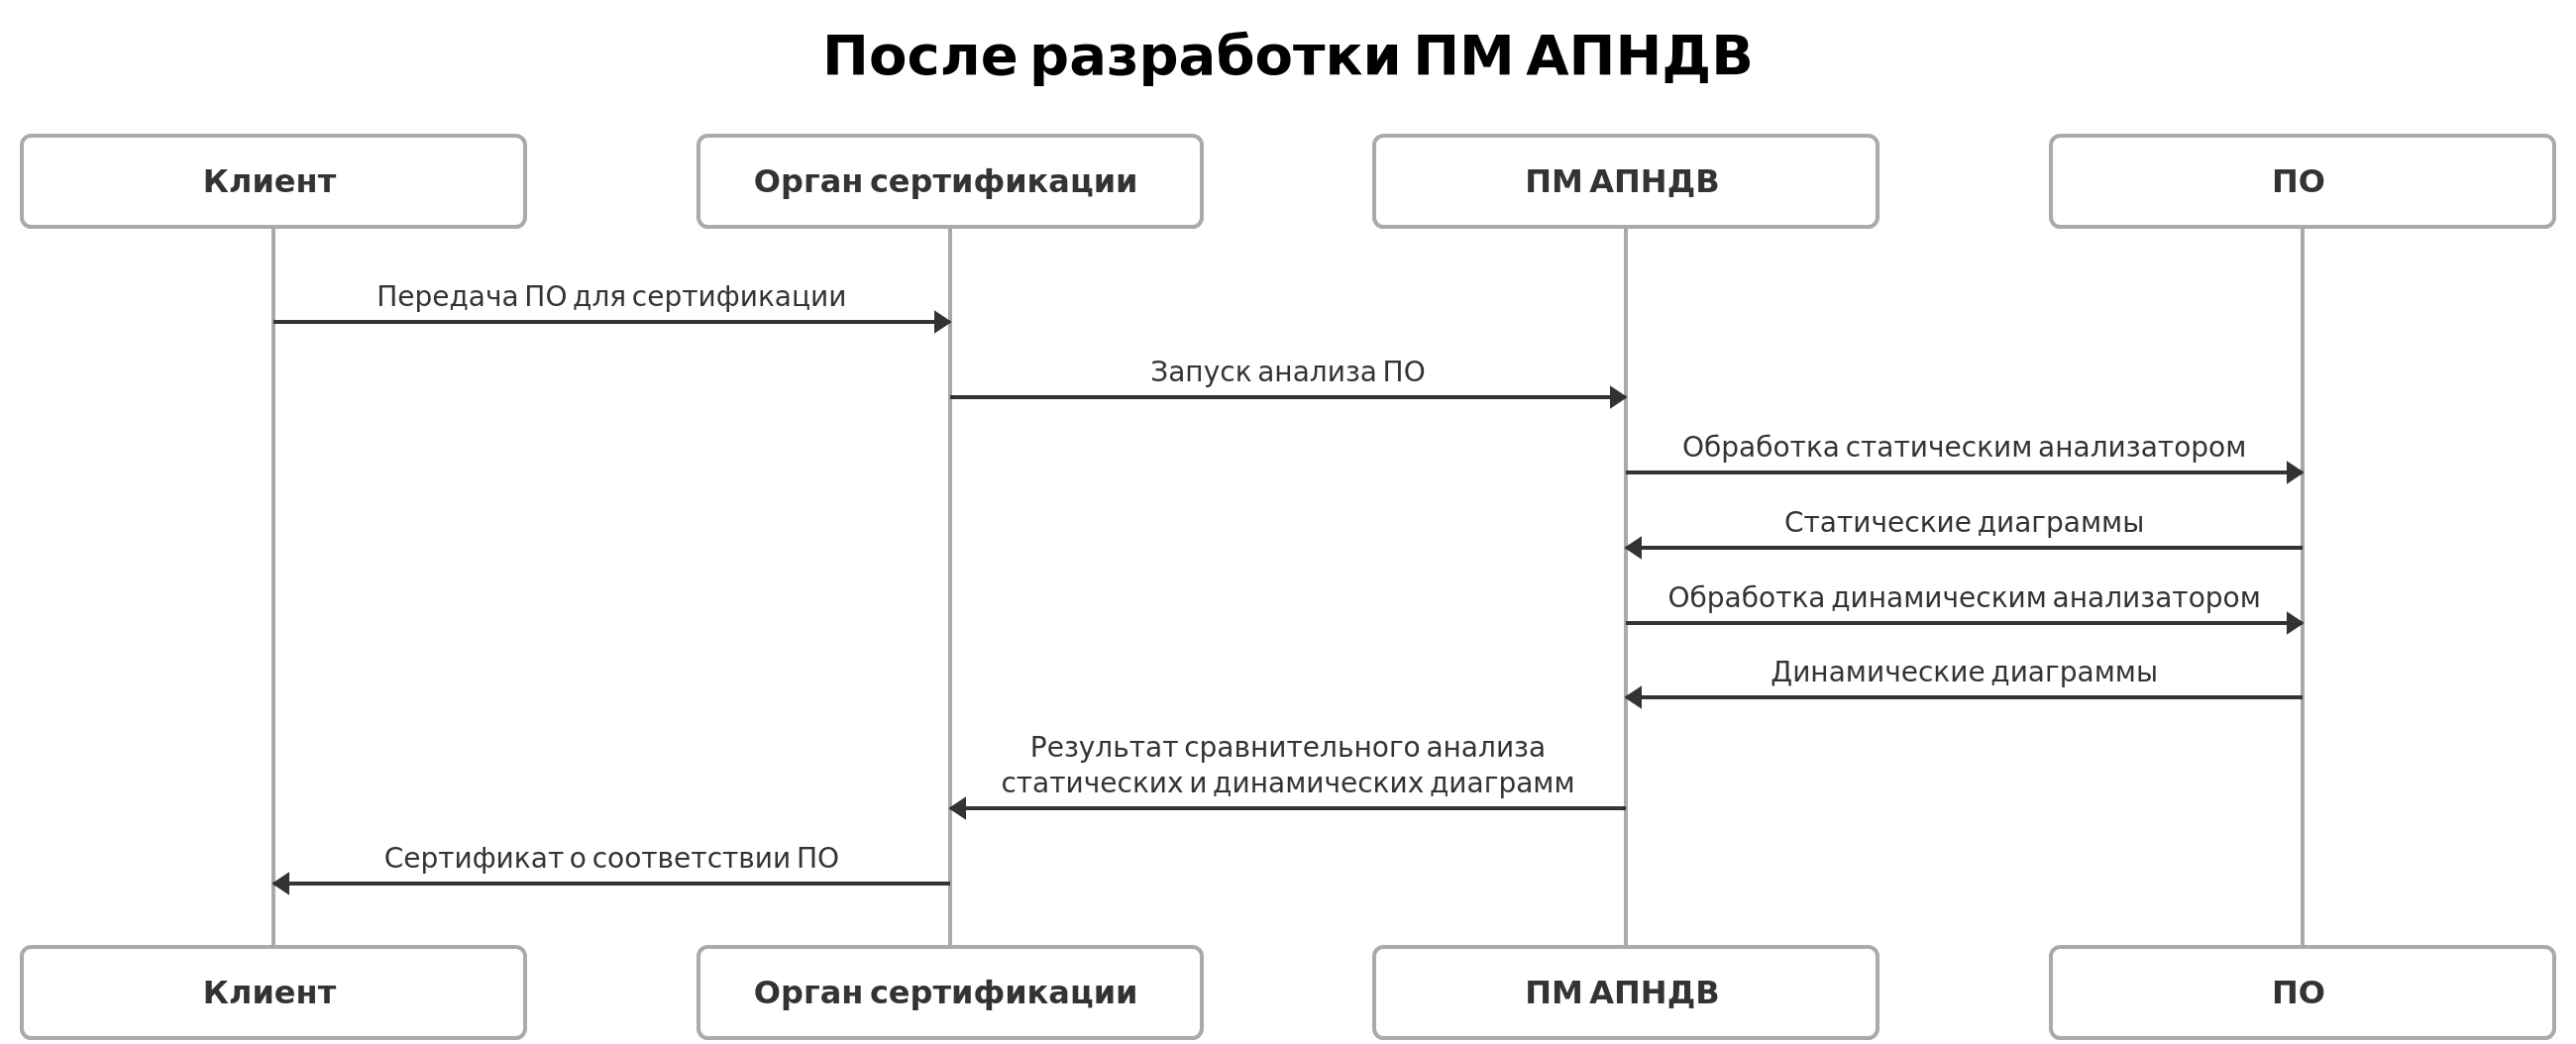 После разработки ПМ АПНДВ
Клиент
Орган сертификации
ПМ АПНДВ
ПО
Передача ПО для сертификации
Запуск анализа ПО
Обработка статическим анализатором
Статические диаграммы
Обработка динамическим анализатором
Динамические диаграммы
Результат сравнительного анализа
статических и динамических диаграмм
Сертификат о соответствии ПО
Клиент
Орган сертификации
ПМ АПНДВ
ПО